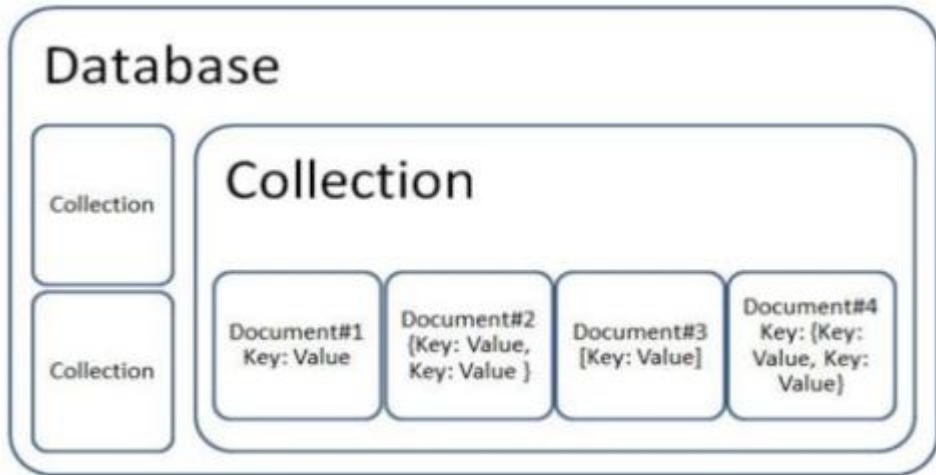 Database
Collection
Collection
Collection
Document#1
Key: Value
Document#2
{Key: Value,
Key: Value }
Document#3
[Key: Value]
Document#4
Key: {Key:
Value, Key:
Value}